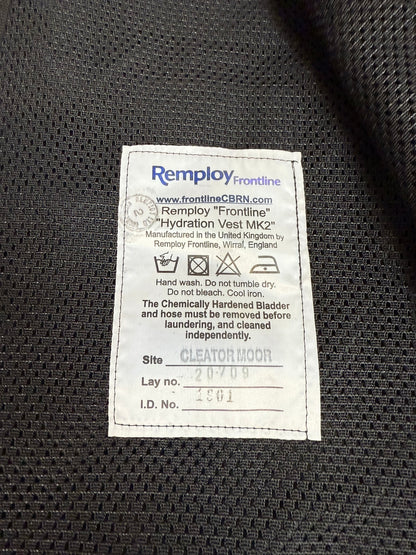 Remploy Frontline
www.frontlineCBRN.com
Remploy "Frontline"
"Hydration Vest MK2"
Manufactured in the United Kingdom by
Remploy Frontline, Wirral, England
Hand wash. Do not tumble dry.
Do not bleach. Cool iron.
The Chemically Hardened Bladder
and hose must be removed before
laundering, and cleaned
independently.
Site CLEATOR MOOR
Lay no. 20709
I.D. No. 1801